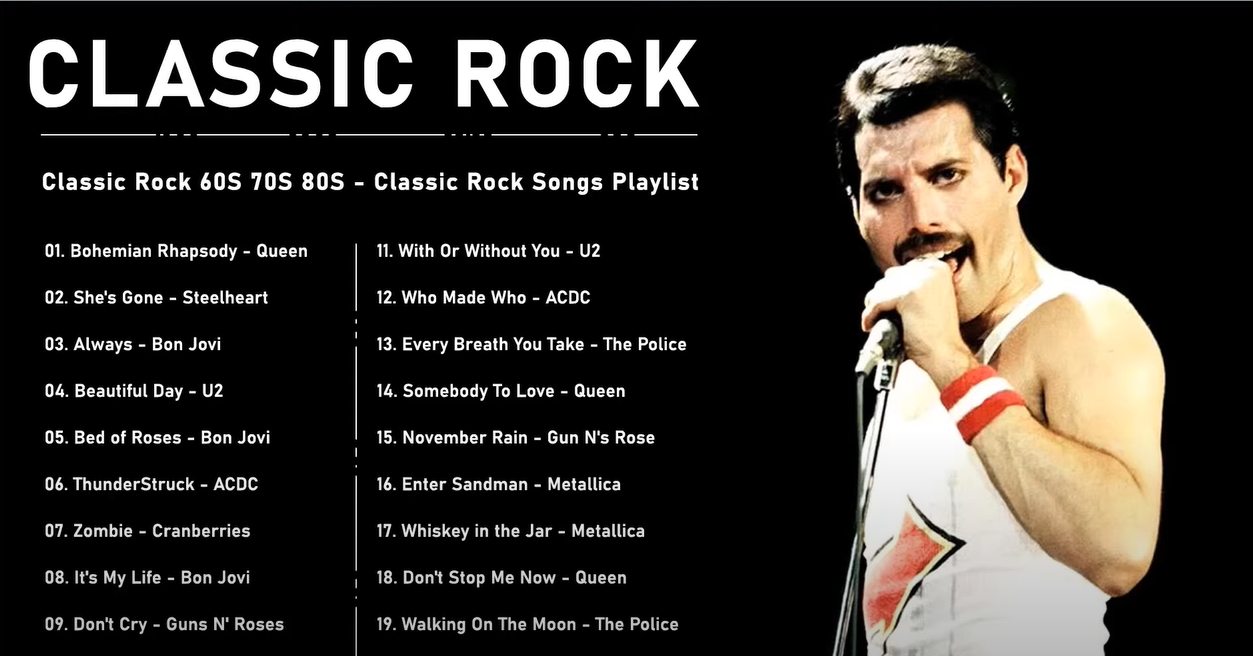 CLASSIC ROCK
Classic Rock 60S 70S 80S - Classic Rock Songs Playlist
01. Bohemian Rhapsody - Queen
02. She's Gone - Steelheart
03. Always - Bon Jovi
04. Beautiful Day - U2
05. Bed of Roses - Bon Jovi
06. ThunderStruck - ACDC
07. Zombie - Cranberries
08. It's My Life - Bon Jovi
09. Don't Cry - Guns N' Roses
11. With Or Without You - U2
12. Who Made Who - ACDC
13. Every Breath You Take - The Police
14. Somebody To Love - Queen
15. November Rain - Gun N's Rose
16. Enter Sandman - Metallica
17. Whiskey in the Jar - Metallica
18. Don't Stop Me Now - Queen
19. Walking On The Moon - The Police